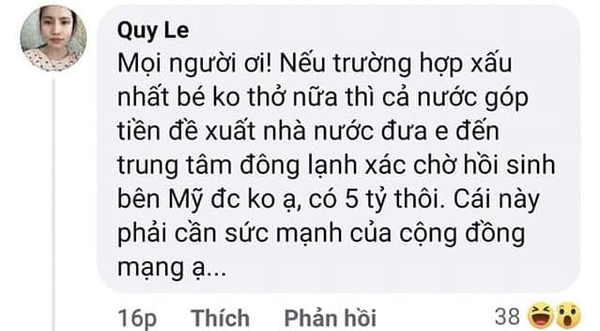 Quy Le
Mọi người ơi! Nếu trường hợp xấu
nhất bé ko thở nữa thì cả nước góp
tiền đề xuất nhà nước đưa e đến
trung tâm đông lạnh xác chờ hồi sinh
bên Mỹ đc ko ạ, có 5 tỷ thôi. Cái này
phải cần sức mạnh của cộng đồng
mạng ạ...
16p Thích Phản hồi 38